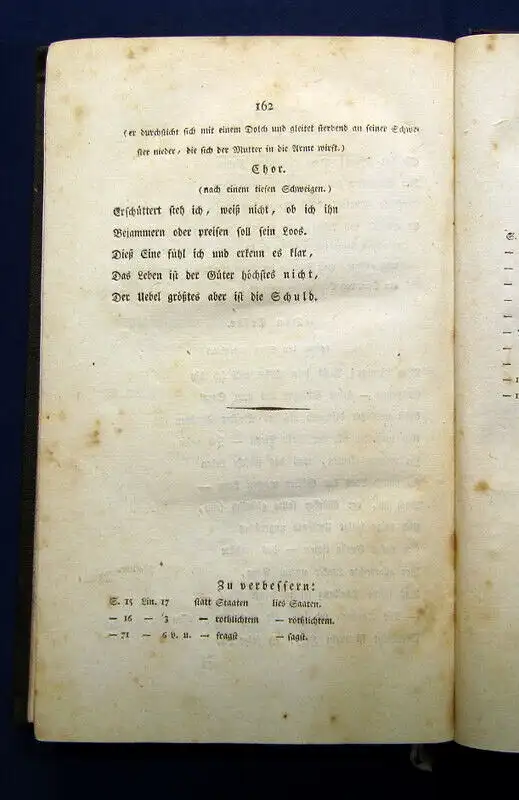 162
(er durchsticht sich mit einem Dolch und gleitet sterbend an seiner Schwe-
ster nieder, die sich der Mutter in die Arme wirft.)
Chor.
(nach einem tiefen Schweigen.)
Erschüttert steh ich, weiß nicht, ob ich ihn
Bejammern oder preisen soll sein Loos.
Dieß Eine fühl ich und erkenn es klar,
Das Leben ist der Güter höchstes nicht,
Der Uebel größtes aber ist die Schuld.
Zu verbessern:
S. 15 Lin. 17 statt Staaten lies Saaten.
— 16 — 3 — rothlichtem — röthlichtem.
— 71 — 6 v. u. — fragst — sagst.